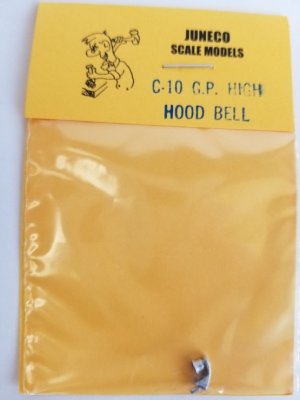 JUNECO
SCALE MODELS
C-10 G.P. HIGH
HOOD BELL